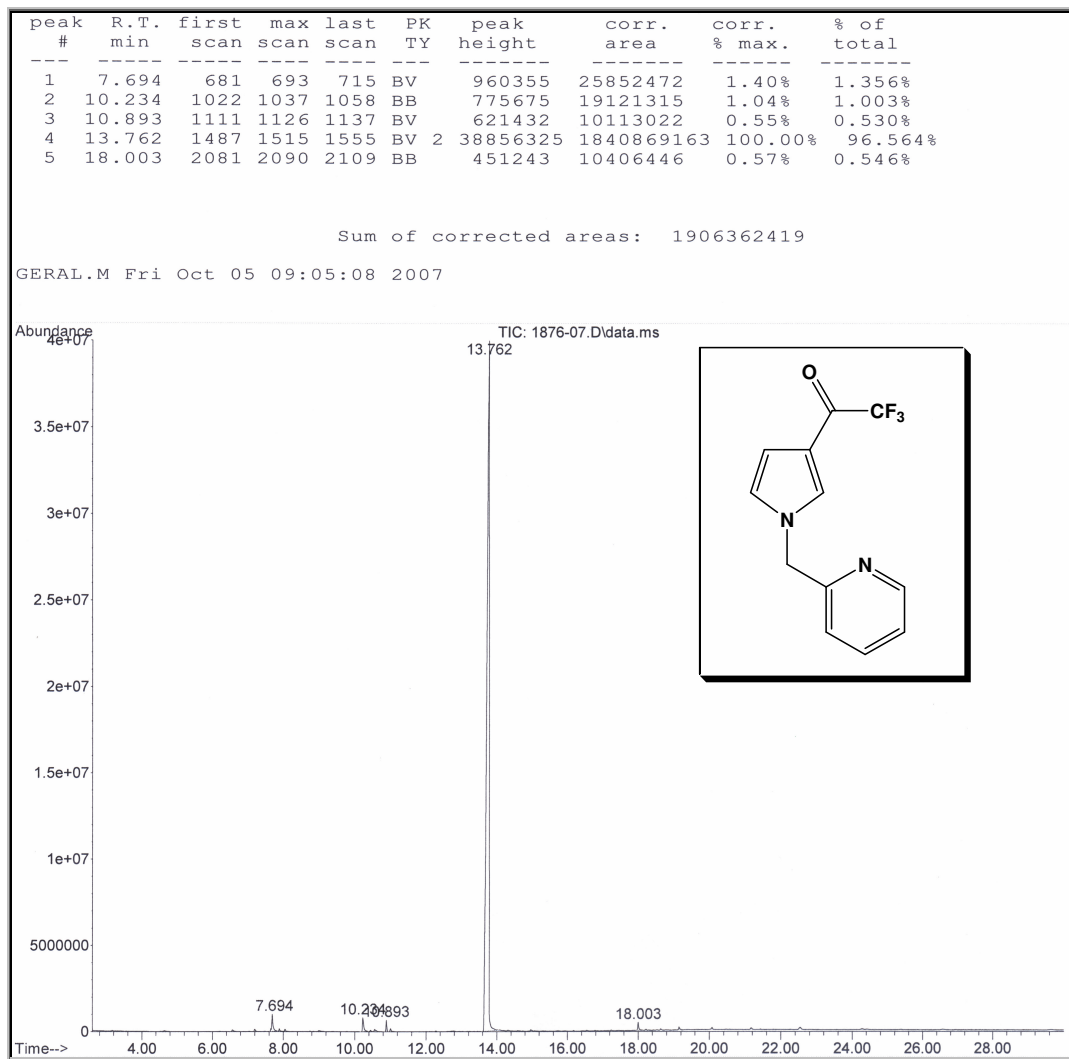 peak R.T. first max last PK peak corr. corr. % of
# min scan scan scan TY height area % max. total
--- ----- ----- ---- ---- --- ------- ------- ------ -------
1 7.694 681 693 715 BV 960355 25852472 1.40% 1.356%
2 10.234 1022 1037 1058 BB 775675 19121315 1.04% 1.003%
3 10.893 1111 1126 1137 BV 621432 10113022 0.55% 0.530%
4 13.762 1487 1515 1555 BV 2 38856325 1840869163 100.00% 96.564%
5 18.003 2081 2090 2109 BB 451243 10406446 0.57% 0.546%
Sum of corrected areas: 1906362419
GERAL.M Fri Oct 05 09:05:08 2007
Abundance
TIC: 1876-07.D\data.ms
4e+07
13.762
O
CF3
3.5e+07
3e+07
N
N
2.5e+07
2e+07
1.5e+07
1e+07
5000000
7.694
10.234
10.893
18.003
0
Time-->
4.00 6.00 8.00 10.00 12.00 14.00 16.00 18.00 20.00 22.00 24.00 26.00 28.00